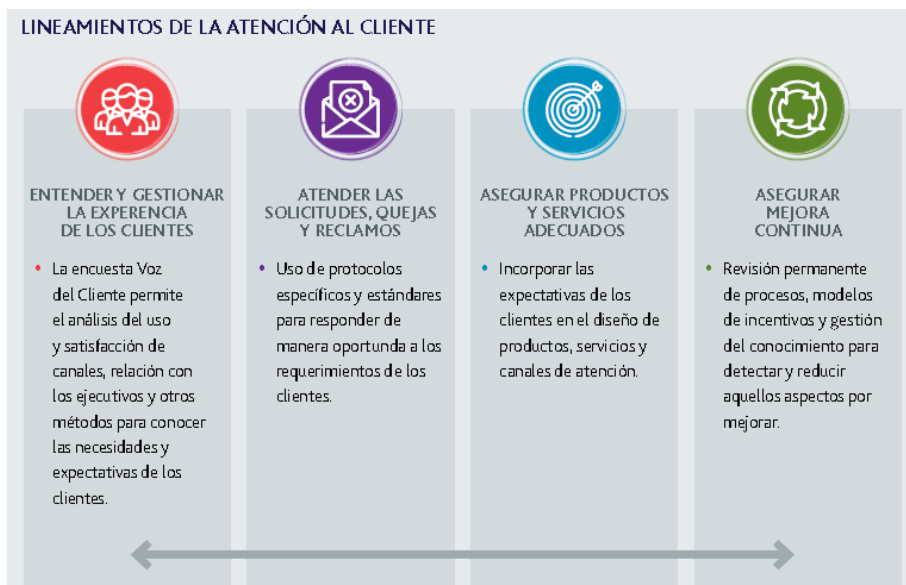 LINEAMIENTOS DE LA ATENCIÓN AL CLIENTE
ENTENDER Y GESTIONAR
LA EXPERENCIA
DE LOS CLIENTES
• La encuesta Voz
del Cliente permite
el análisis del uso
y satisfacción de
canales, relación con
los ejecutivos y otros
métodos para conocer
las necesidades y
expectativas de los
clientes.
ATENDER LAS
SOLICITUDES, QUEJAS
Y RECLAMOS
• Uso de protocolos
específicos y estándares
para responder de
manera oportunda a los
requerimientos de los
clientes.
ASEGURAR PRODUCTOS
Y SERVICIOS
ADECUADOS
• Incorporar las
expectativas de los
clientes en el diseño de
productos, servicios y
canales de atención.
ASEGURAR
MEJORA
CONTINUA
• Revisión permanente
de procesos, modelos
de incentivos y gestión
del conocimiento para
detectar y reducir
aquellos aspectos por
mejorar.